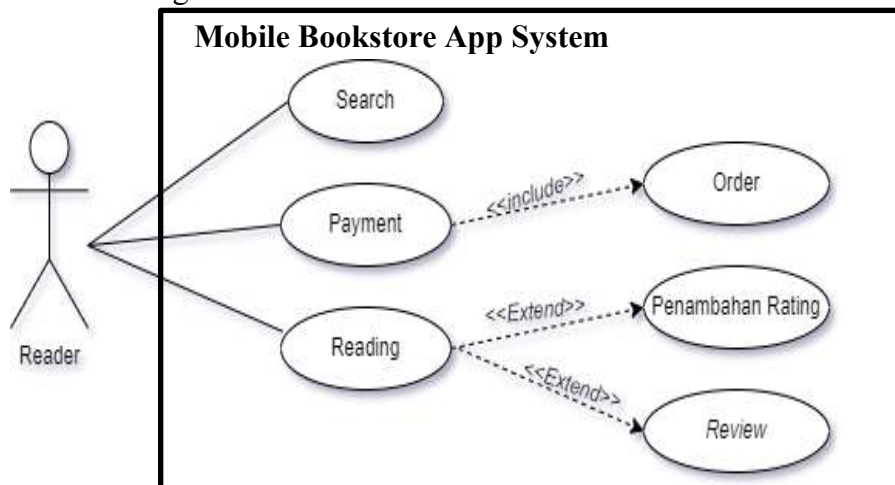 Mobile Bookstore App System
Search
<<include>>
Order
Payment
<<Extend>>
Penambahan Rating
Reading
Reader
<<Extend>>
Review